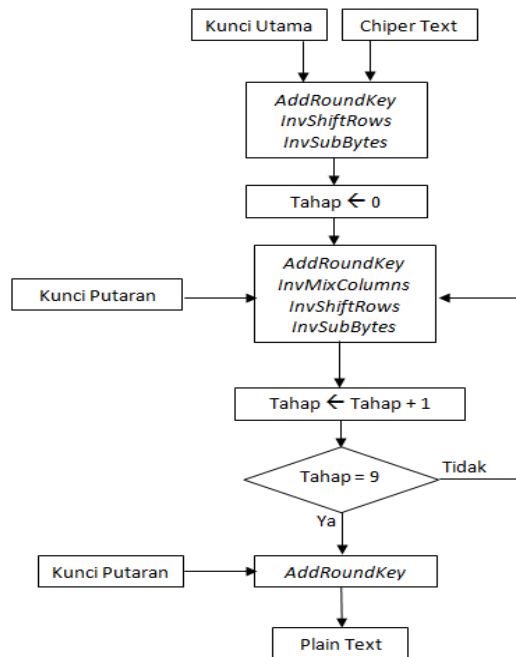 Kunci Utama
Chiper Text
AddRoundKey
InvShiftRows
InvSubBytes
Tahap ← 0
AddRoundKey
InvMixColumns
InvShiftRows
InvSubBytes
Kunci Putaran
Tahap ← Tahap + 1
Tahap = 9
Tidak
Ya
Kunci Putaran
AddRoundKey
Plain Text